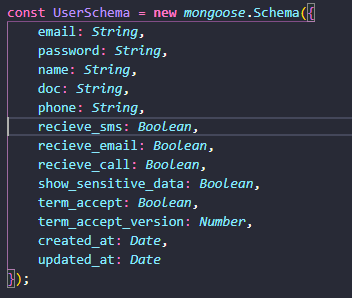 const UserSchema = new mongoose.Schema({
email: String,
password: String,
name: String,
doc: String,
phone: String,
recieve_sms: Boolean,
recieve_email: Boolean,
recieve_call: Boolean,
show_sensitive_data: Boolean,
term_accept: Boolean,
term_accept_version: Number,
created_at: Date,
updated_at: Date
});